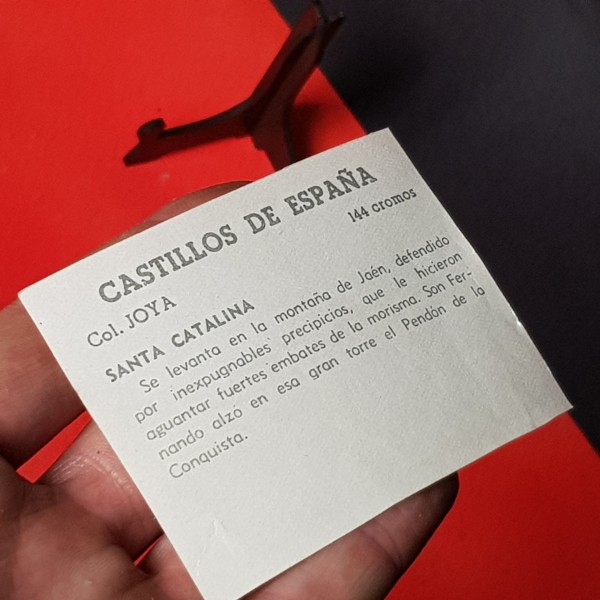 CASTILLOS DE ESPAÑA
144 cromos
Col. JOYA
SANTA CATALINA
Se levanta en la montaña de Jaén, defendido
por inexpugnables precipicios, que le hicieron
aguantar fuertes embates de la morisma. San Fer-
nando alzó en esa gran torre el Pendón de la
Conquista.